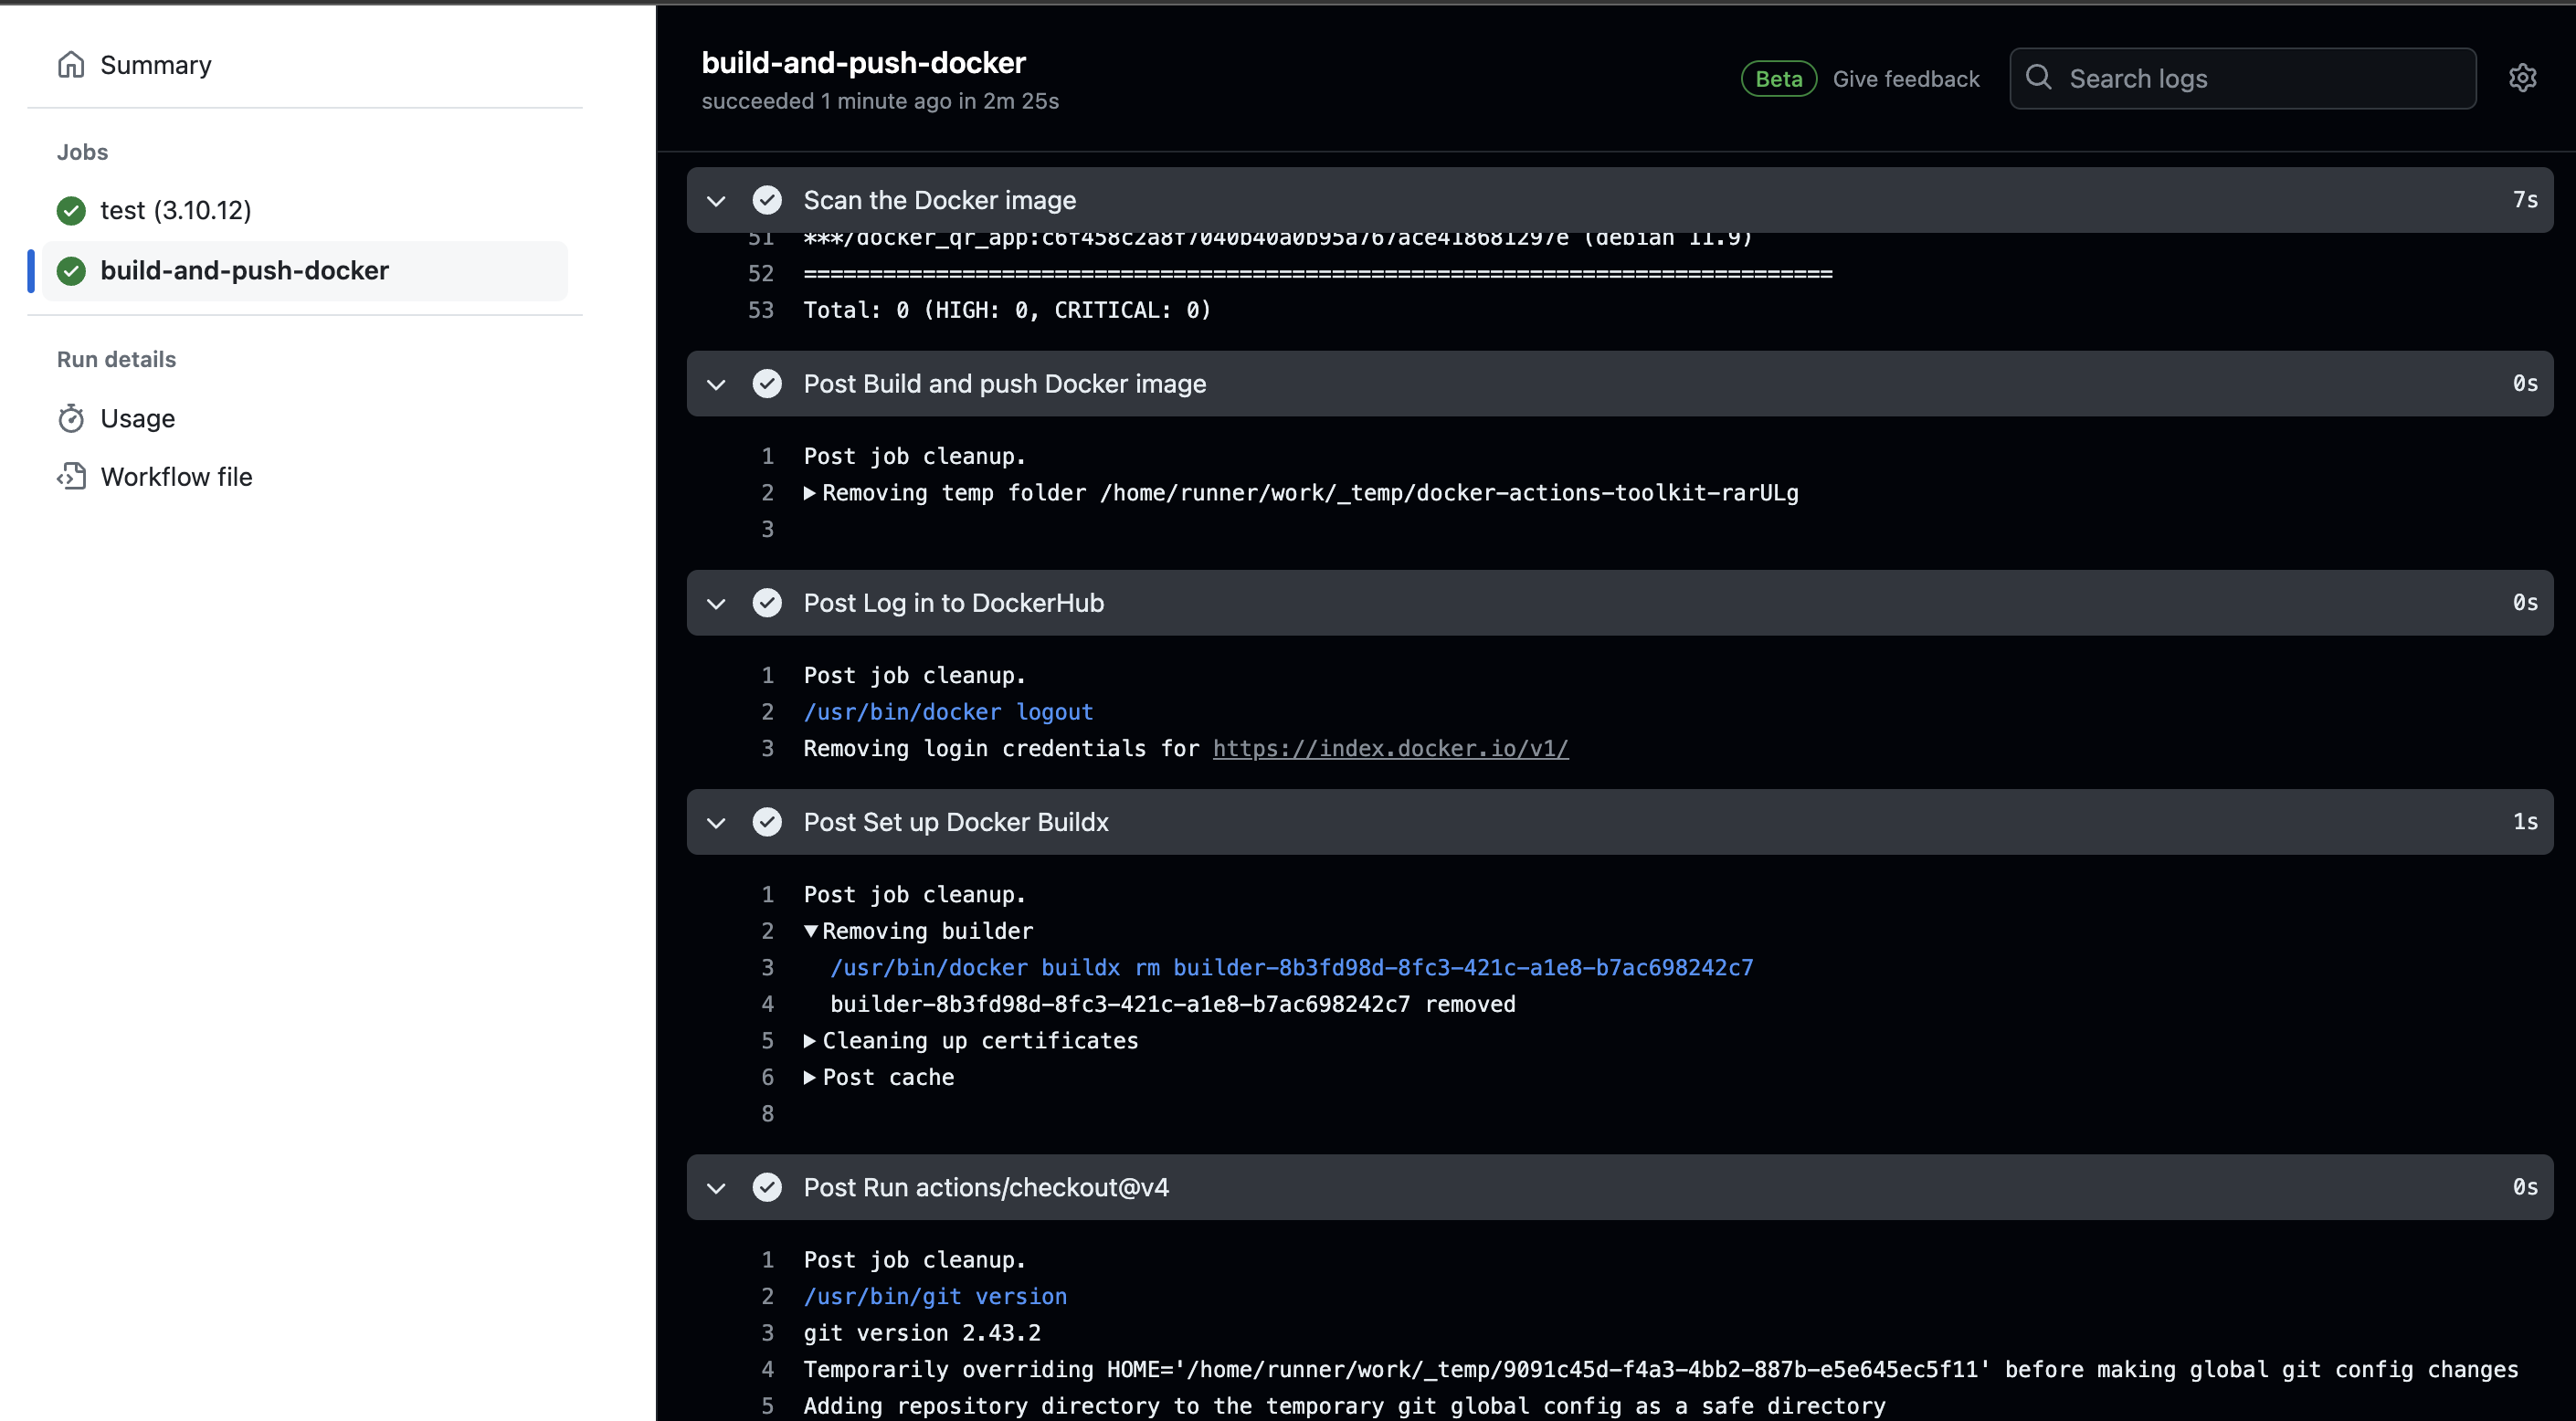 Summary
Jobs
test (3.10.12)
build-and-push-docker
Run details
Usage
Workflow file
build-and-push-docker
succeeded 1 minute ago in 2m 25s
Beta Give feedback Search logs
Scan the Docker image 7s
51 ***/docker_qr_app:c6f458c2a8f7040b40a0b95a767ace418681297e (debian 11.9)
52 ==============================================================================
53 Total: 0 (HIGH: 0, CRITICAL: 0)
Post Build and push Docker image 0s
1 Post job cleanup.
2 ▶Removing temp folder /home/runner/work/_temp/docker-actions-toolkit-rarULg
3
Post Log in to DockerHub 0s
1 Post job cleanup.
2 /usr/bin/docker logout
3 Removing login credentials for https://index.docker.io/v1/
Post Set up Docker Buildx 1s
1 Post job cleanup.
2 ▼Removing builder
3 /usr/bin/docker buildx rm builder-8b3fd98d-8fc3-421c-a1e8-b7ac698242c7
4 builder-8b3fd98d-8fc3-421c-a1e8-b7ac698242c7 removed
5 ▶Cleaning up certificates
6 ▶Post cache
8
Post Run actions/checkout@v4 0s
1 Post job cleanup.
2 /usr/bin/git version
3 git version 2.43.2
4 Temporarily overriding HOME='/home/runner/work/_temp/9091c45d-f4a3-4bb2-887b-e5e645ec5f11' before making global git config changes
5 Adding repository directory to the temporary git global config as a safe directory